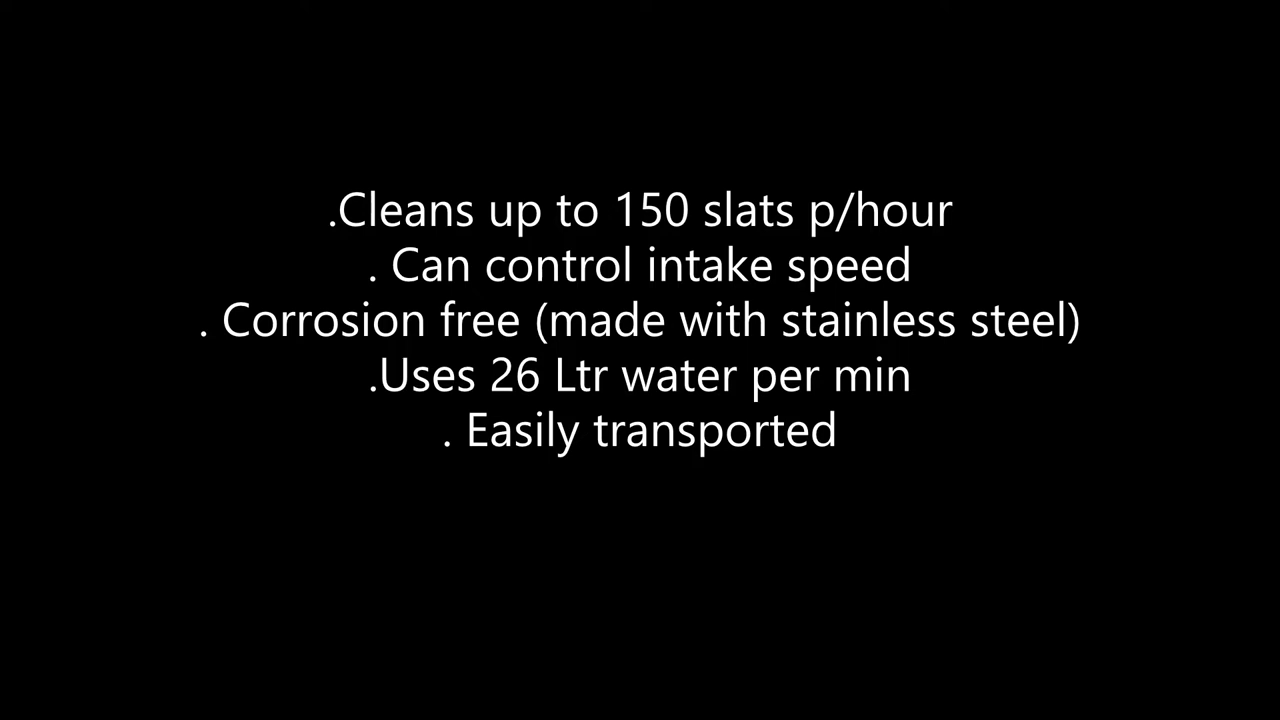 .Cleans up to 150 slats p/hour
. Can control intake speed
. Corrosion free (made with stainless steel)
.Uses 26 Ltr water per min
. Easily transported